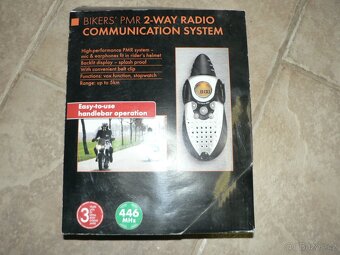 BIKERS' PMR 2-WAY RADIO
COMMUNICATION SYSTEM
High-performance PMR system –
mic & earphones fit in rider's helmet
Backlit display – splash proof
With convenient belt clip
Functions: vox function, stopwatch
Range: up to 5km
Easy-to-use
handlebar operation
3
446
MHz